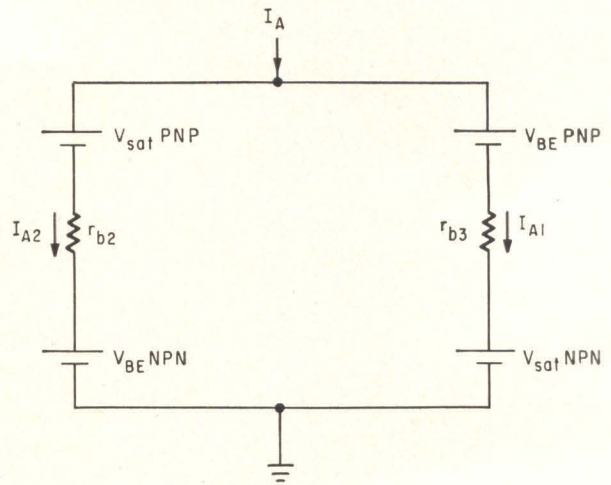 I_A
V_sat PNP
V_BE PNP
I_A2
r_b2
r_b3
I_A1
V_BE NPN
V_sat NPN